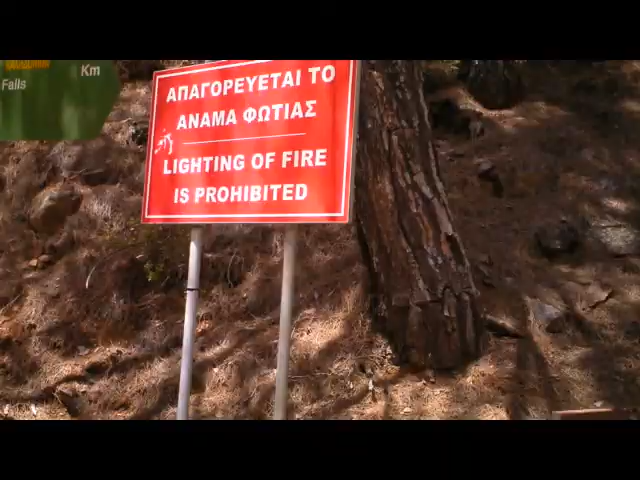 Falls Km
ΑΠΑΓΟΡΕΥΕΤΑΙ ΤΟ
ΑΝΑΜΑ ΦΩΤΙΑΣ
LIGHTING OF FIRE
IS PROHIBITED